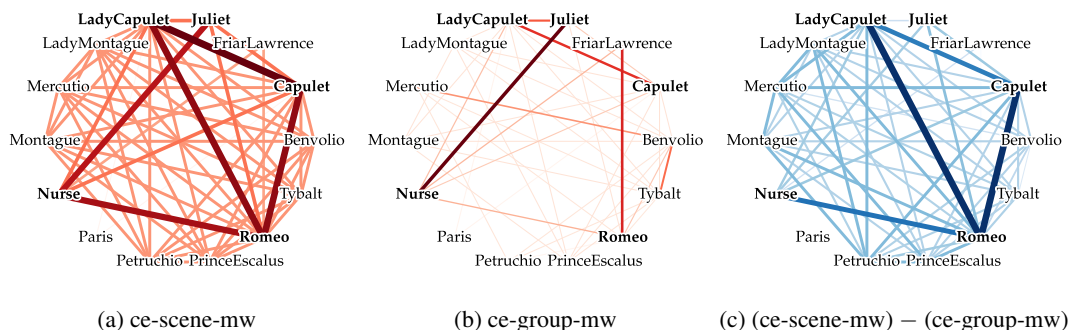 LadyCapulet Juliet
LadyMontague FriarLawrence
Mercutio Capulet
Montague Benvolio
Nurse Tybalt
Paris Romeo
Petruchio PrinceEscalus
(a) ce-scene-mw
LadyCapulet Juliet
LadyMontague FriarLawrence
Mercutio Capulet
Montague Benvolio
Nurse Tybalt
Paris Romeo
Petruchio PrinceEscalus
(b) ce-group-mw
LadyCapulet Juliet
LadyMontague FriarLawrence
Mercutio Capulet
Montague Benvolio
Nurse Tybalt
Paris Romeo
Petruchio PrinceEscalus
(c) (ce-scene-mw) − (ce-group-mw)